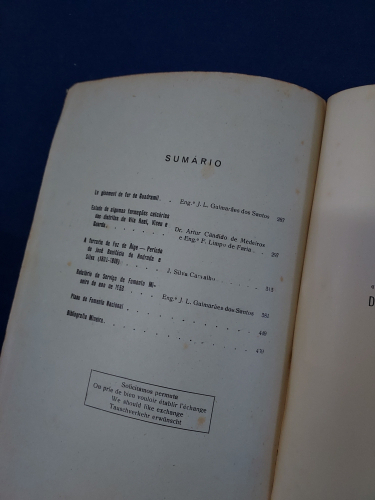 SUMÁRIO
Le gisement de fer de Guadramil . . Eng.º J. L. Guimarães dos Santos
Estudo de algumas formações calcárias
nos distritos de Vila Real, Viseu e
Guarda Dr. Artur Cândido de Medeiros
e Eng.º F. Limpo de Faria 297
A ferraria da Foz de Alge — Período
de José Bonifácio de Andrada e
Silva J. Silva Carvalho
Relatório do Serviço de Fomento Mi-
neiro do ano de Eng.º J. L. Guimarães dos Santos
Plano de Fomento Nacional
Bibliografia Mineira
Solicitamos permuta
On prie de bien vouloir établir l'échange
We should like exchange
Tauschverkehr erwünscht
D